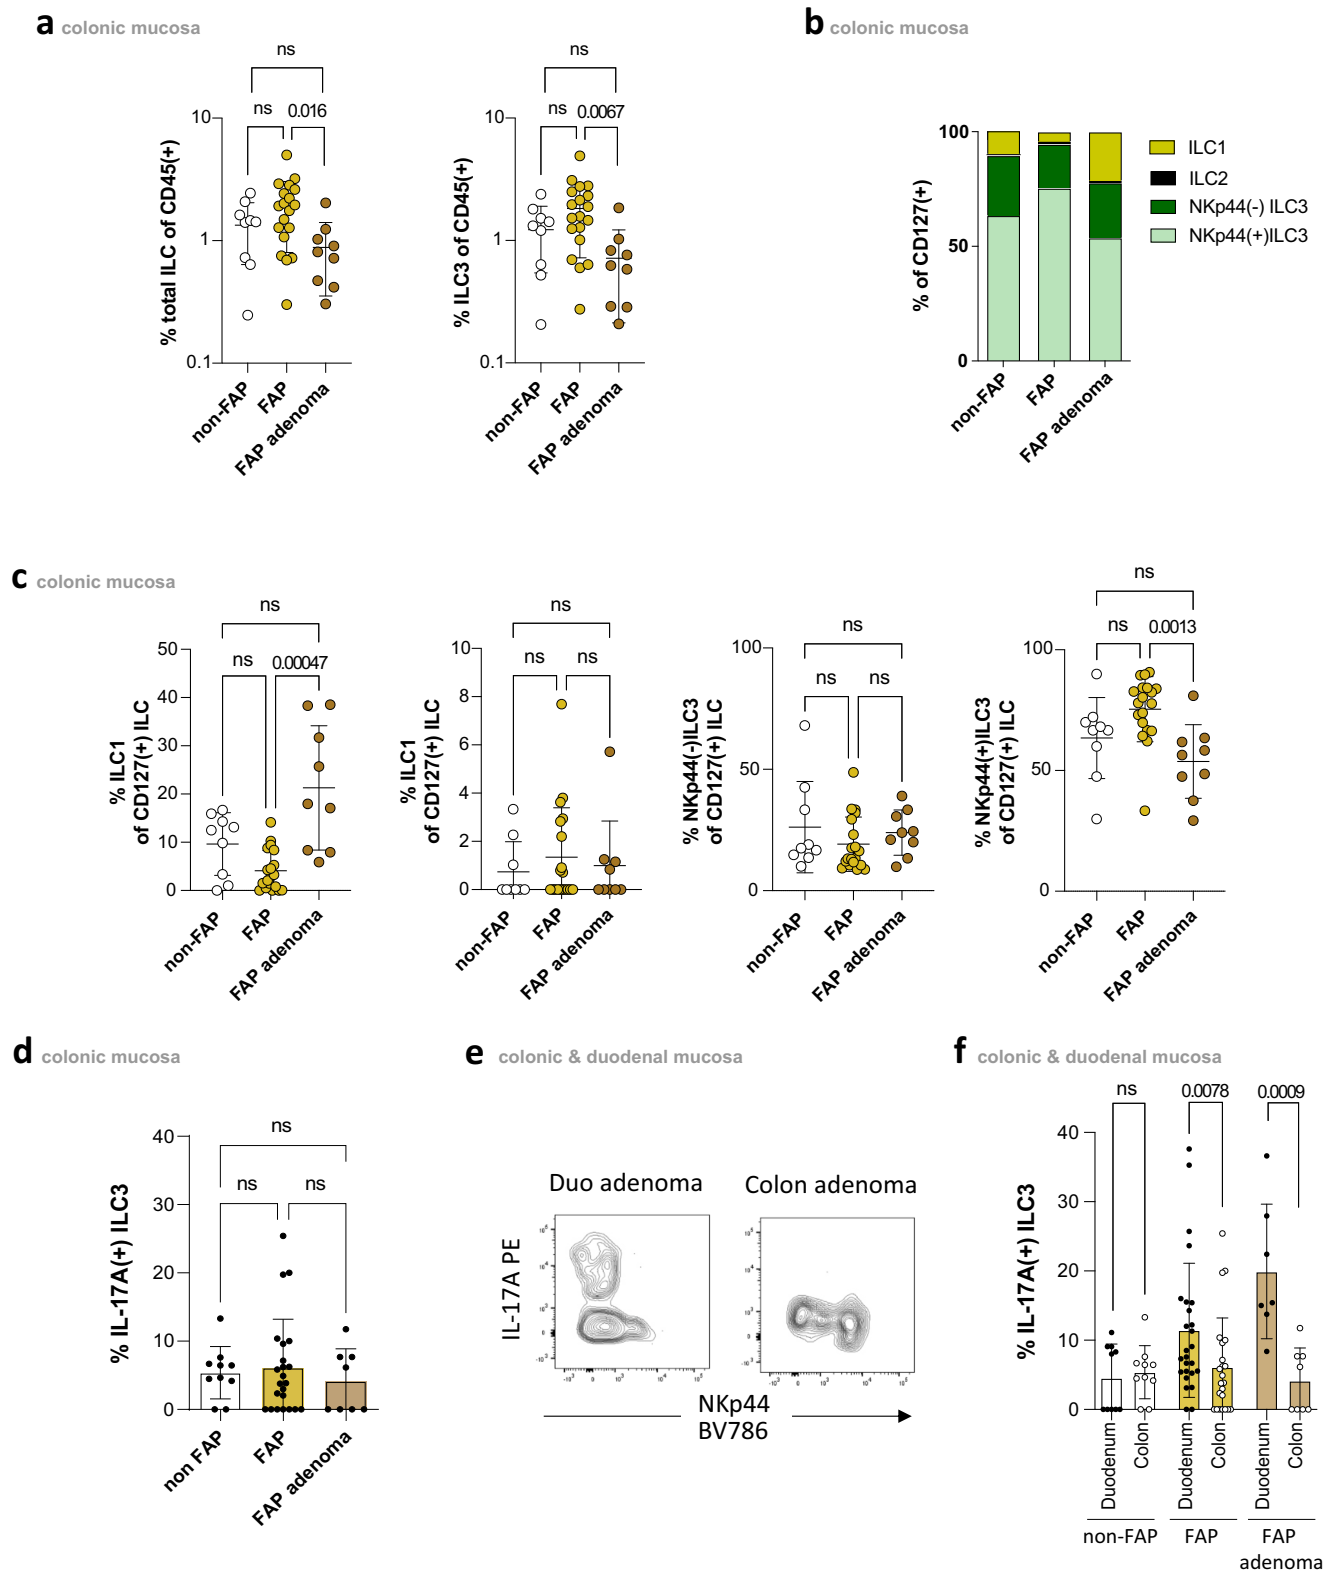 a colonic mucosa
ns
ns 0.016
% total ILC of CD45(+)
10
1
0.1
non-FAP
FAP
FAP adenoma
ns
ns 0.0067
% ILC3 of CD45(+)
10
1
0.1
non-FAP
FAP
FAP adenoma
b colonic mucosa
% of CD127(+)
100
50
0
non-FAP
FAP
FAP adenoma
ILC1
ILC2
NKp44(-) ILC3
NKp44(+)ILC3
c colonic mucosa
ns
ns 0.00047
% ILC1
of CD127(+) ILC
50
40
30
20
10
0
non-FAP
FAP
FAP adenoma
ns
ns ns
% ILC1
of CD127(+) ILC
10
8
6
4
2
0
non-FAP
FAP
FAP adenoma
ns
ns ns
% NKp44(-)ILC3
of CD127(+) ILC
100
50
0
non-FAP
FAP
FAP adenoma
ns
ns 0.0013
% NKp44(+)ILC3
of CD127(+) ILC
100
50
0
non-FAP
FAP
FAP adenoma
d colonic mucosa
ns
ns ns
% IL-17A(+) ILC3
40
30
20
10
0
non FAP
FAP
FAP adenoma
e colonic & duodenal mucosa
Duo adenoma Colon adenoma
IL-17A PE
NKp44
BV786
f colonic & duodenal mucosa
ns 0.0078 0.0009
% IL-17A(+) ILC3
40
30
20
10
0
Duodenum
Colon
Duodenum
Colon
Duodenum
Colon
non-FAP FAP FAP
adenoma